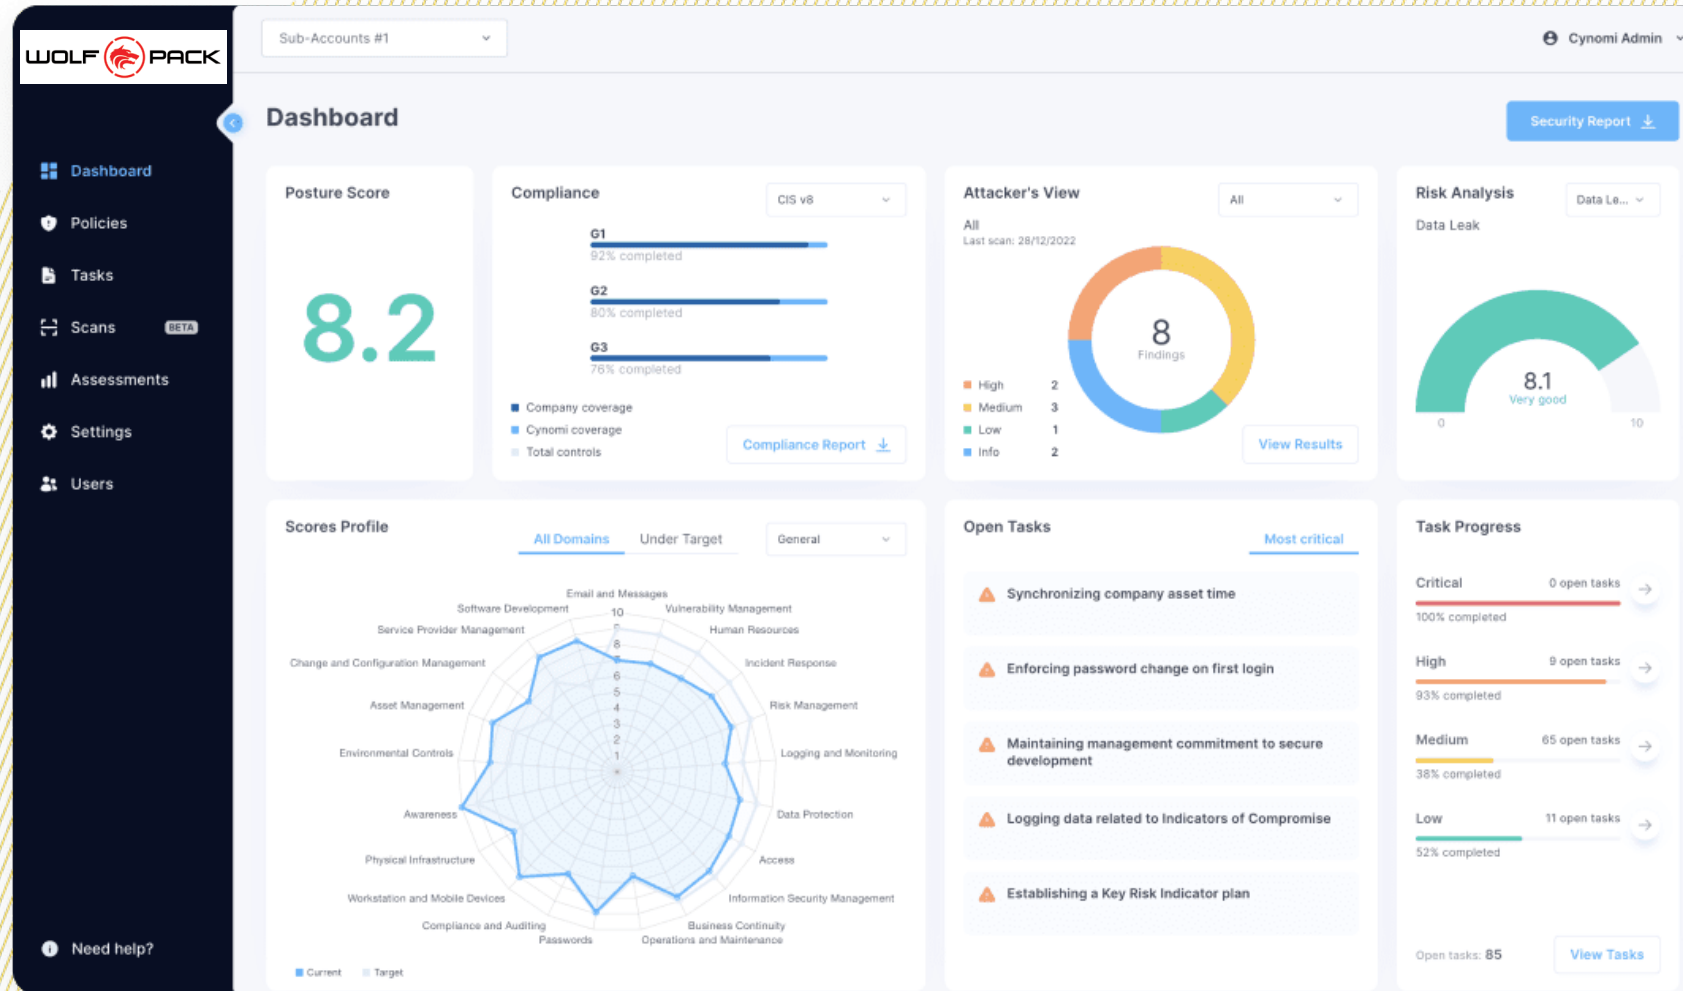 WOLF PACK
Sub-Accounts #1
Cynomi Admin
Dashboard
Security Report
Dashboard
Policies
Tasks
Scans BETA
Assessments
Settings
Users
Need help?
Posture Score
8.2
Compliance
CIS v8
G1
92% completed
G2
80% completed
G3
76% completed
Company coverage
Cynomi coverage
Total controls
Compliance Report
Attacker's View
All
All
Last scan: 28/12/2022
8
Findings
High 2
Medium 3
Low 1
Info 2
View Results
Risk Analysis
Data Le...
Data Leak
8.1
Very good
0 10
Scores Profile
All Domains
Under Target
General
Email and Messages
Software Development
Vulnerability Management
Service Provider Management
Human Resources
Change and Configuration Management
Incident Response
Asset Management
Risk Management
Environmental Controls
Logging and Monitoring
Awareness
Data Protection
Physical Infrastructure
Access
Workstation and Mobile Devices
Information Security Management
Compliance and Auditing
Business Continuity
Passwords
Operations and Maintenance
10
8
6
5
4
3
2
1
Current
Target
Open Tasks
Most critical
Synchronizing company asset time
Enforcing password change on first login
Maintaining management commitment to secure
development
Logging data related to Indicators of Compromise
Establishing a Key Risk Indicator plan
Task Progress
Critical 0 open tasks
100% completed
High 9 open tasks
93% completed
Medium 65 open tasks
38% completed
Low 11 open tasks
52% completed
Open tasks: 85
View Tasks